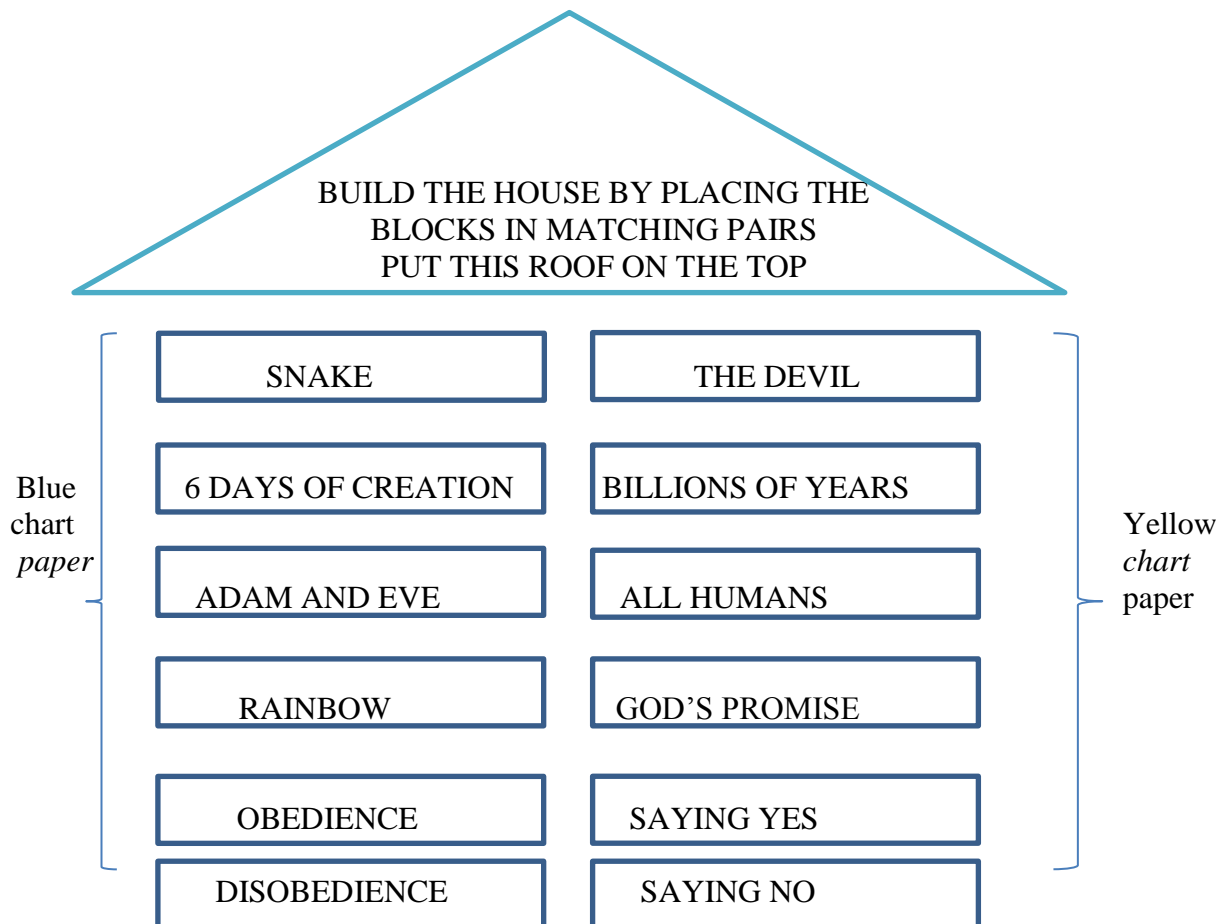 BUILD THE HOUSE BY PLACING THE
BLOCKS IN MATCHING PAIRS
PUT THIS ROOF ON THE TOP
SNAKE
THE DEVIL
6 DAYS OF CREATION
BILLIONS OF YEARS
Blue
chart
paper
Yellow
chart
paper
ADAM AND EVE
ALL HUMANS
RAINBOW
GOD’S PROMISE
OBEDIENCE
SAYING YES
DISOBEDIENCE
SAYING NO